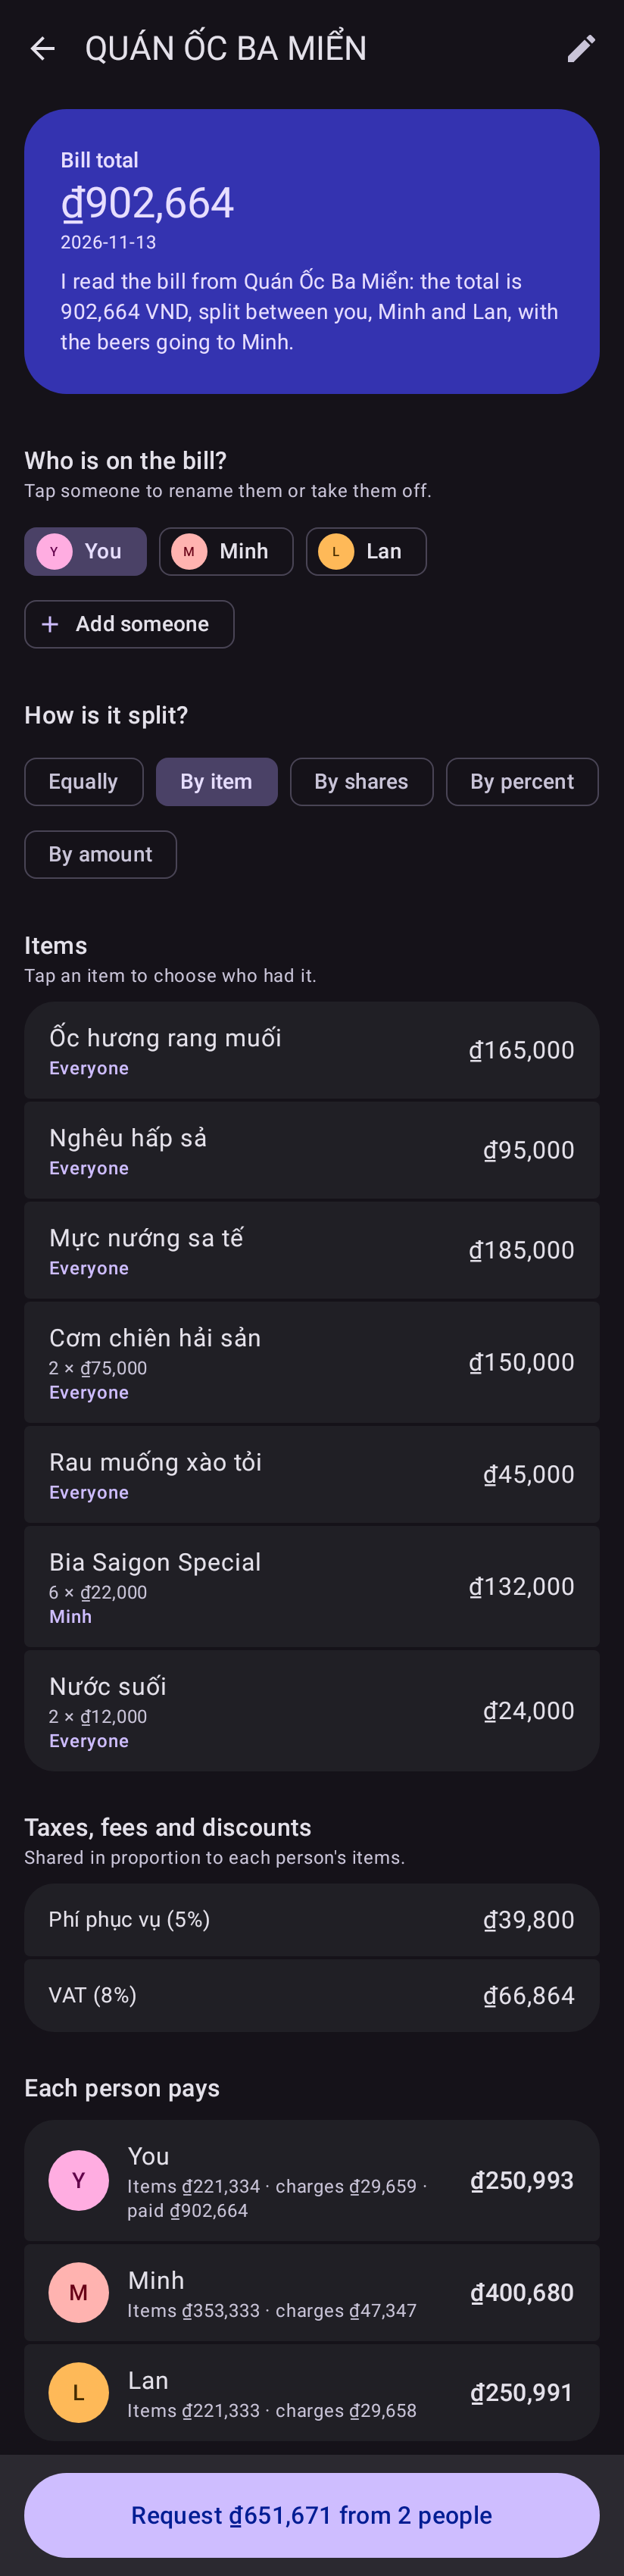 QUÁN ỐC BA MIỂN
Bill total
₫902,664
2026-11-13
I read the bill from Quán Ốc Ba Miển: the total is
902,664 VND, split between you, Minh and Lan, with
the beers going to Minh.
Who is on the bill?
Tap someone to rename them or take them off.
Y You
M Minh
L Lan
+ Add someone
How is it split?
Equally
By item
By shares
By percent
By amount
Items
Tap an item to choose who had it.
Ốc hương rang muối
Everyone
₫165,000
Nghêu hấp sả
Everyone
₫95,000
Mực nướng sa tế
Everyone
₫185,000
Cơm chiên hải sản
2 × ₫75,000
Everyone
₫150,000
Rau muống xào tỏi
Everyone
₫45,000
Bia Saigon Special
6 × ₫22,000
Minh
₫132,000
Nước suối
2 × ₫12,000
Everyone
₫24,000
Taxes, fees and discounts
Shared in proportion to each person's items.
Phí phục vụ (5%)
₫39,800
VAT (8%)
₫66,864
Each person pays
Y
You
Items ₫221,334 · charges ₫29,659 ·
paid ₫902,664
₫250,993
M
Minh
Items ₫353,333 · charges ₫47,347
₫400,680
L
Lan
Items ₫221,333 · charges ₫29,658
₫250,991
Request ₫651,671 from 2 people